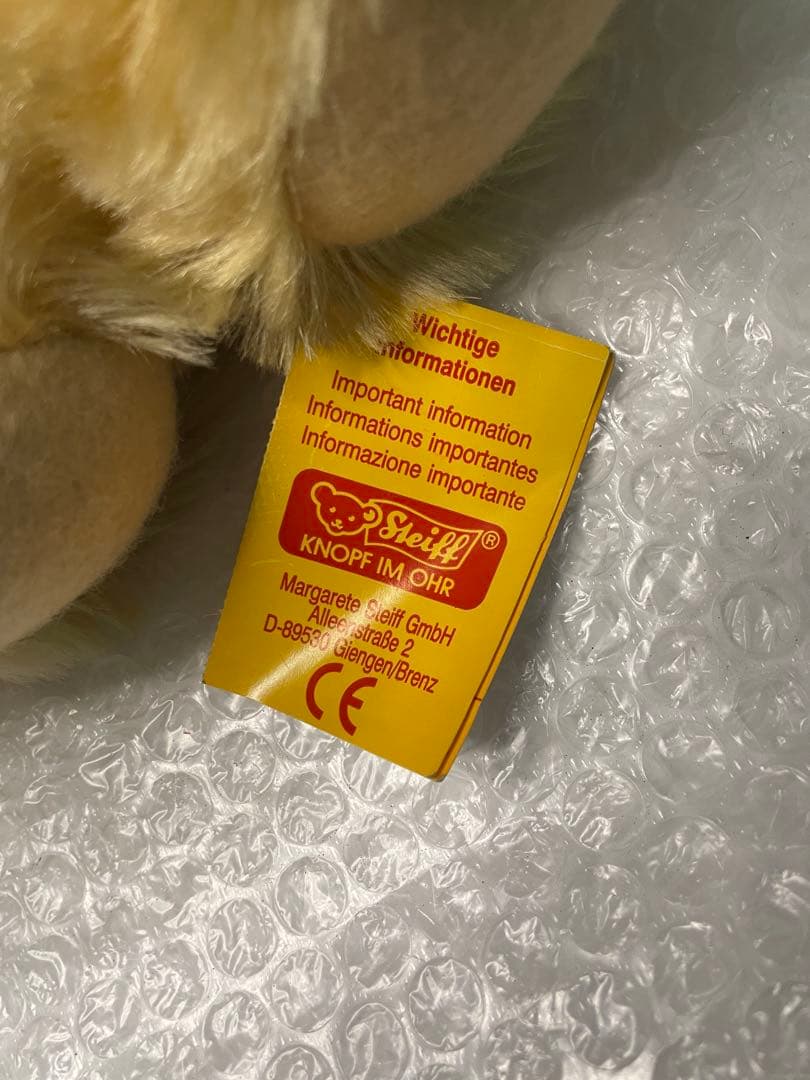 Wichtige
Informationen
Important information
Informations importantes
Informazione importante
Steiff®
KNOPF IM OHR
Margarete Steiff GmbH
Alleenstraße 2
D-89530 Giengen/Brenz
CE